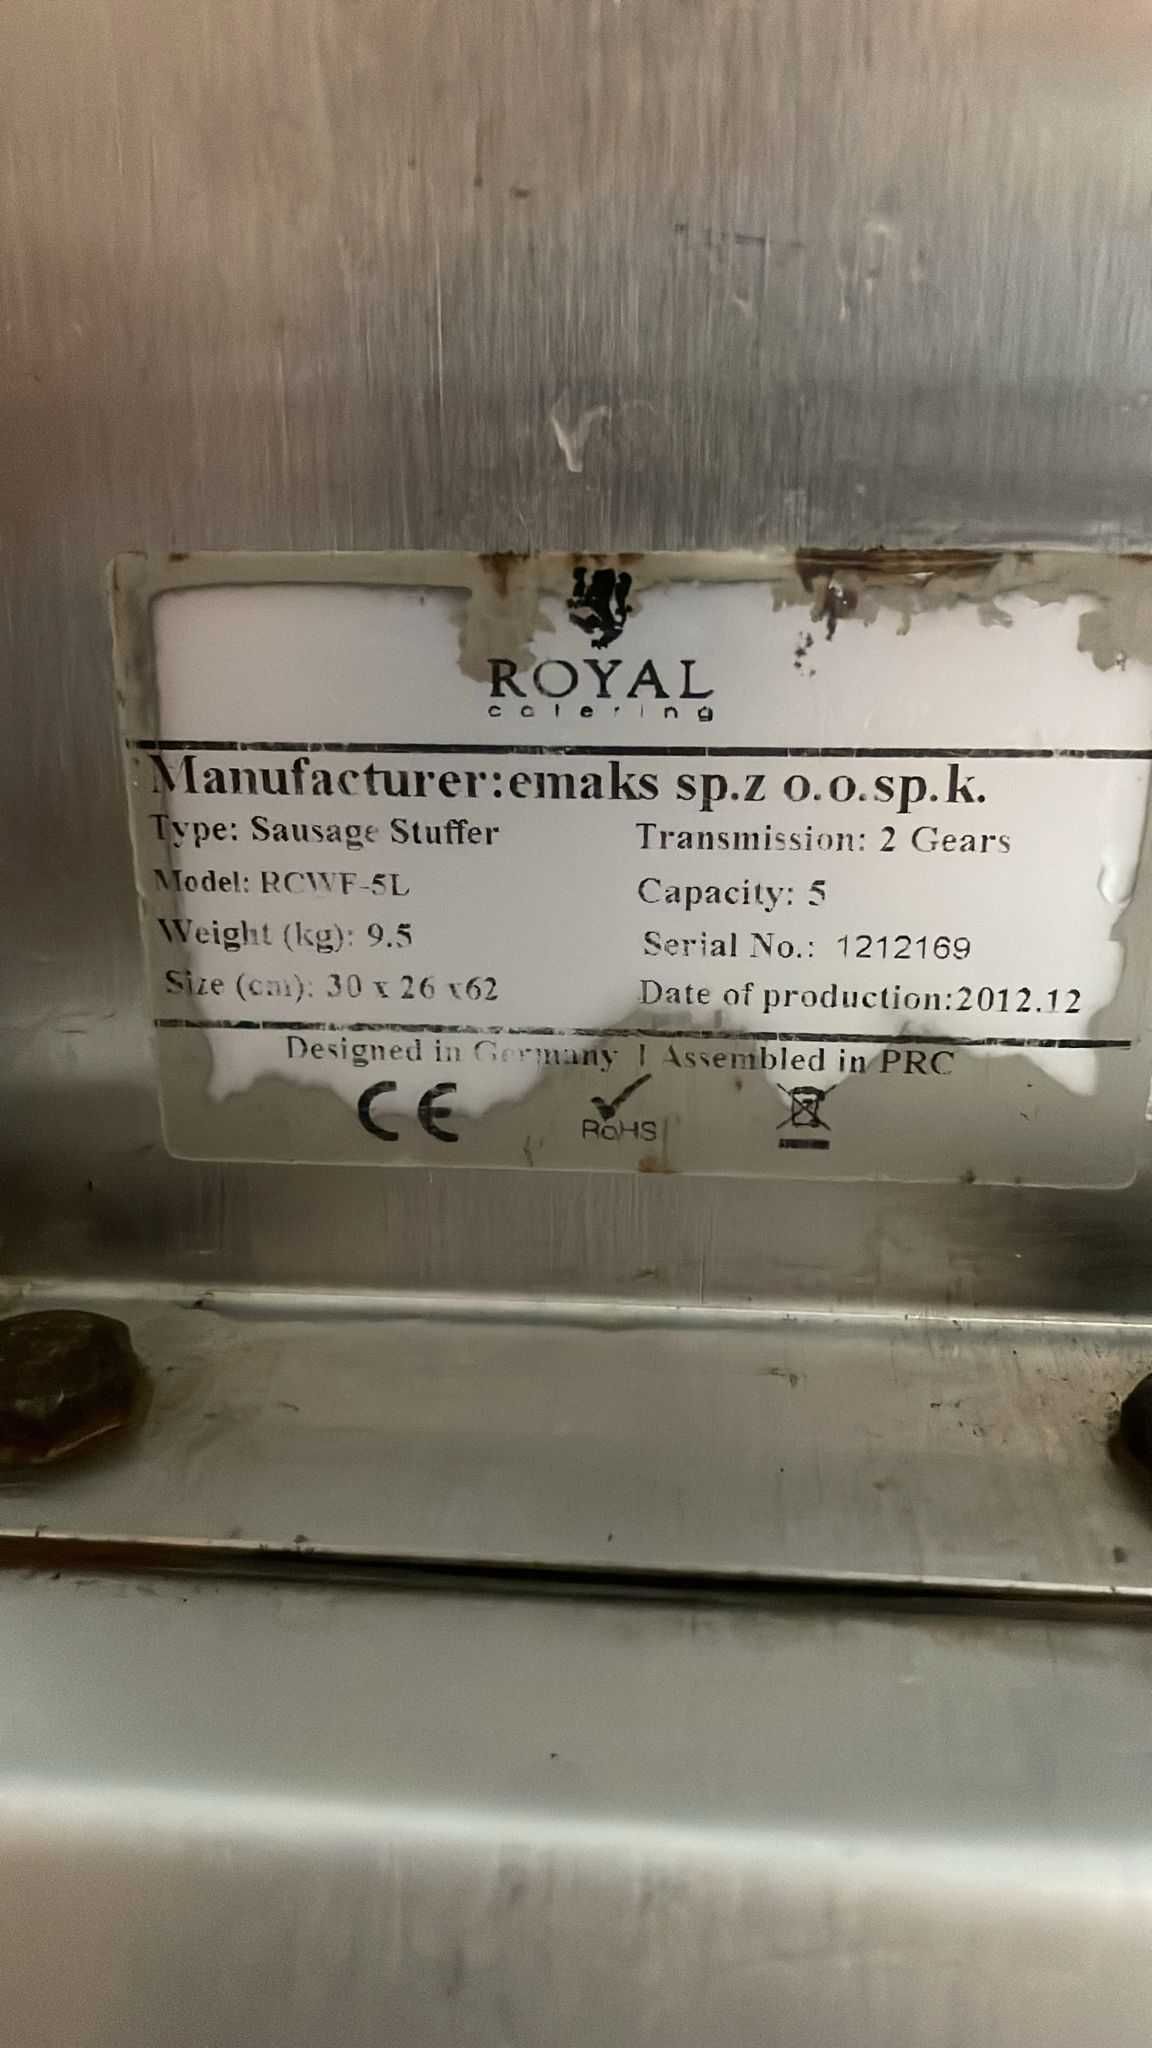 ROYAL
catering
Manufacturer:emaks sp.z o.o.sp.k.
Type: Sausage Stuffer Transmission: 2 Gears
Model: RCWF-5L Capacity: 5
Weight (kg): 9.5 Serial No.: 1212169
Size (cm): 30 x 26 x62 Date of production:2012.12
Designed in Germany | Assembled in PRC
CE RoHS